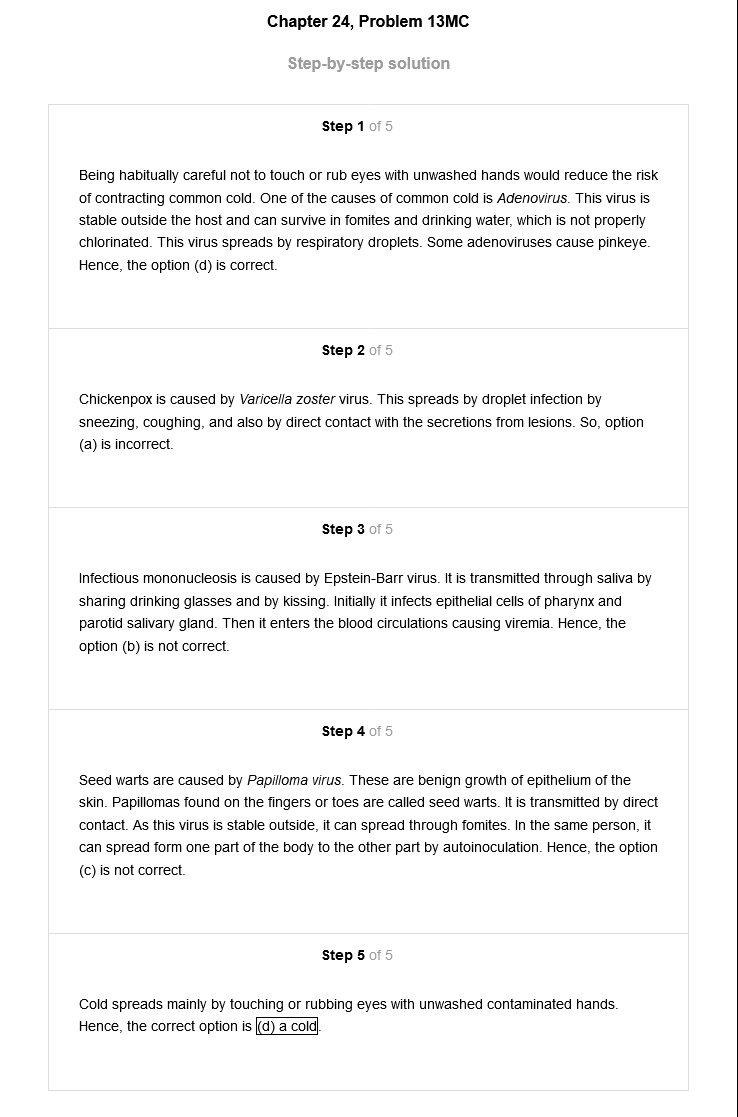 Chapter 24, Problem 13MC
Step-by-step solution
Step 1 of 5
Being habitually careful not to touch or rub eyes with unwashed hands would reduce the risk
of contracting common cold. One of the causes of common cold is Adenovirus. This virus is
stable outside the host and can survive in fomites and drinking water, which is not properly
chlorinated. This virus spreads by respiratory droplets. Some adenoviruses cause pinkeye.
Hence, the option (d) is correct.
Step 2 of 5
Chickenpox is caused by Varicella zoster virus. This spreads by droplet infection by
sneezing, coughing, and also by direct contact with the secretions from lesions. So, option
(a) is incorrect.
Step 3 of 5
Infectious mononucleosis is caused by Epstein-Barr virus. It is transmitted through saliva by
sharing drinking glasses and by kissing. Initially it infects epithelial cells of pharynx and
parotid salivary gland. Then it enters the blood circulations causing viremia. Hence, the
option (b) is not correct.
Step 4 of 5
Seed warts are caused by Papilloma virus. These are benign growth of epithelium of the
skin. Papillomas found on the fingers or toes are called seed warts. It is transmitted by direct
contact. As this virus is stable outside, it can spread through fomites. In the same person, it
can spread form one part of the body to the other part by autoinoculation. Hence, the option
(c) is not correct.
Step 5 of 5
Cold spreads mainly by touching or rubbing eyes with unwashed contaminated hands.
Hence, the correct option is (d) a cold.